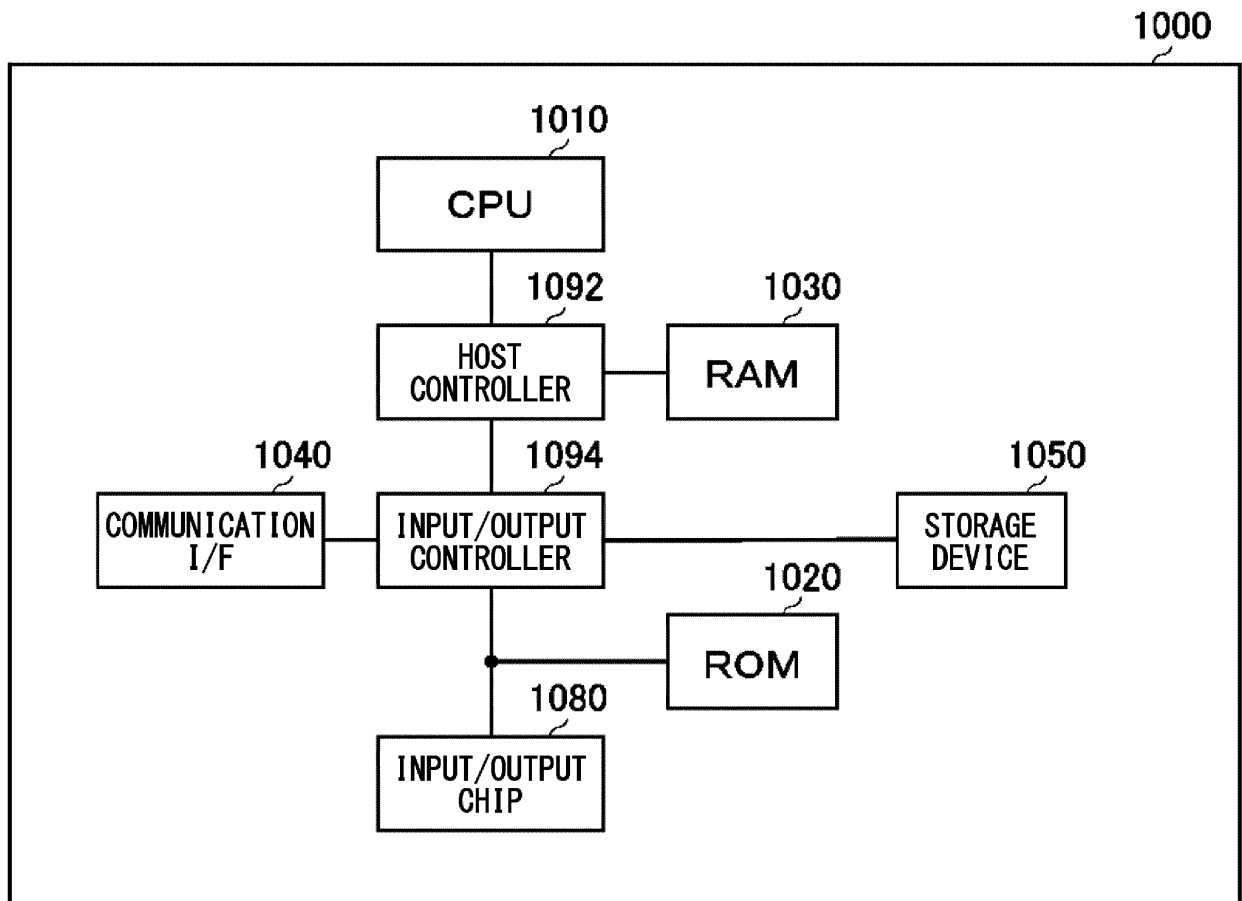 1000
1010
CPU
1092
1030
HOST
CONTROLLER
RAM
1040
1094
1050
COMMUNICATION
I/F
INPUT/OUTPUT
CONTROLLER
STORAGE
DEVICE
1020
ROM
1080
INPUT/OUTPUT
CHIP